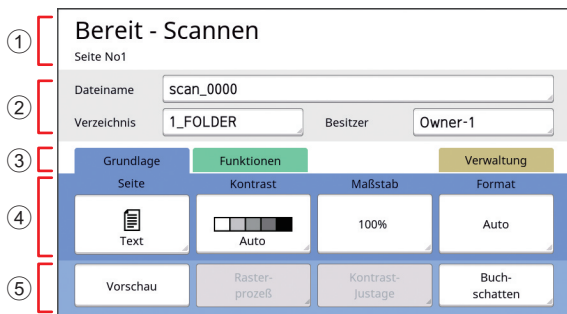 ① Bereit - Scannen
Seite No1
② Dateiname scan_0000
Verzeichnis 1_FOLDER Besitzer Owner-1
③ Grundlage Funktionen Verwaltung
④ Seite Kontrast Maßstab Format
Text Auto 100% Auto
⑤ Vorschau Raster-
prozeß Kontrast-
Justage Buch-
schatten